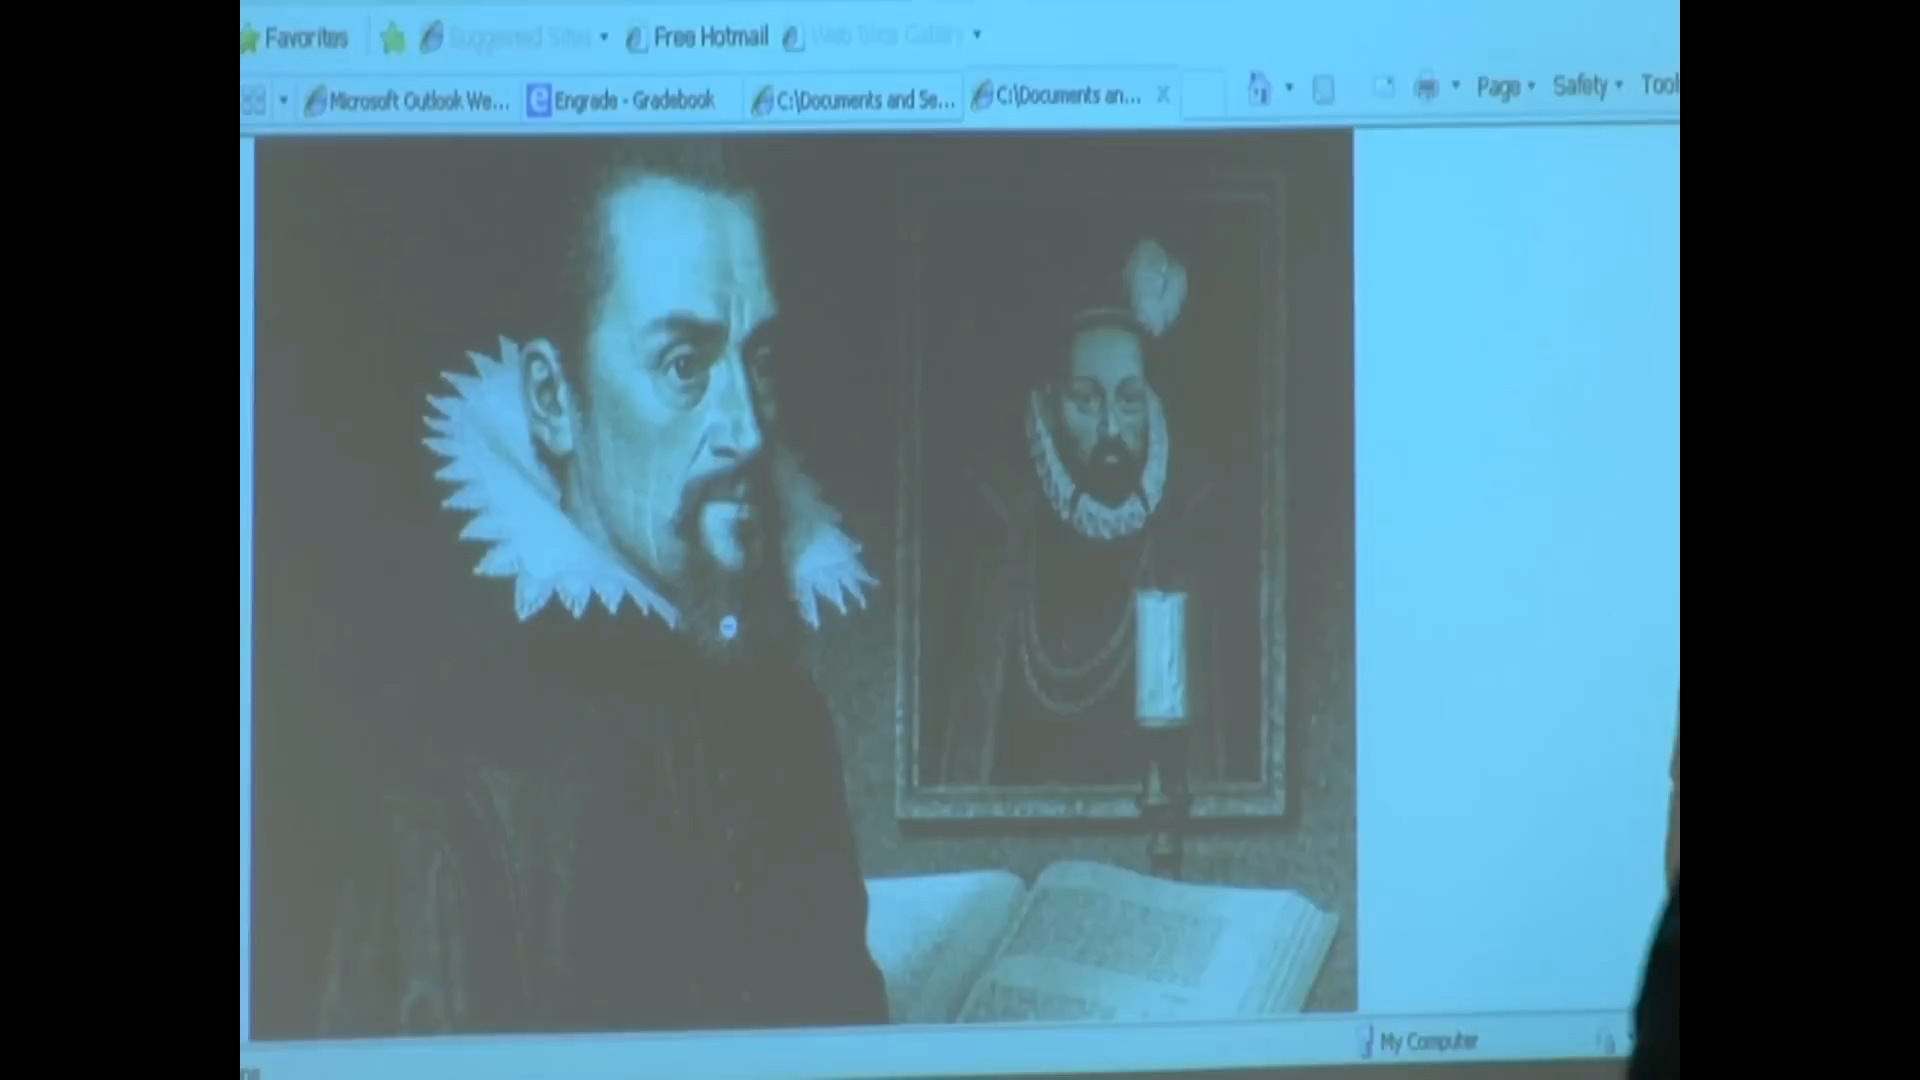 Favorites Suggested Sites Free Hotmail Web Slice Gallery
Microsoft Outlook We... Engrade - Gradebook C:\Documents and Se... C:\Documents an... Page Safety Tool
My Computer